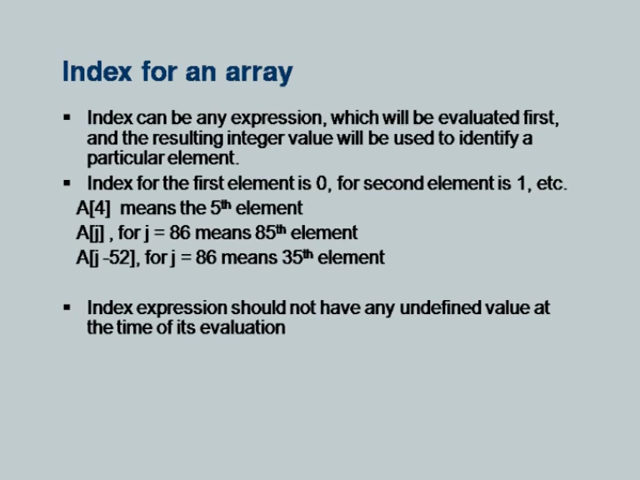 Index for an array
▪ Index can be any expression, which will be evaluated first,
and the resulting integer value will be used to identify a
particular element.
▪ Index for the first element is 0, for second element is 1, etc.
A[4] means the 5th element
A[j] , for j = 86 means 85th element
A[j -52], for j = 86 means 35th element
▪ Index expression should not have any undefined value at
the time of its evaluation